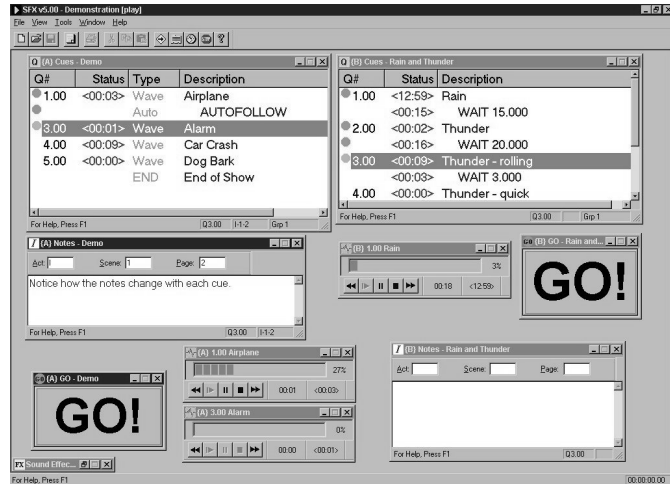 SFX v5.00 - Demonstration [play]
File View Tools Window Help
Q (A) Cues - Demo
Q# Status Type Description
1.00 <00:03> Wave Airplane
Auto AUTOFOLLOW
3.00 <00:01> Wave Alarm
4.00 <00:09> Wave Car Crash
5.00 <00:00> Wave Dog Bark
END End of Show
For Help, Press F1 Q3.00 I-1-2 Grp 1
Q (B) Cues - Rain and Thunder
Q# Status Description
1.00 <12:59> Rain
<00:15> WAIT 15.000
2.00 <00:02> Thunder
<00:16> WAIT 20.000
3.00 <00:09> Thunder - rolling
<00:03> WAIT 3.000
4.00 <00:00> Thunder - quick
For Help, Press F1 Q3.00 Grp 1
I (A) Notes - Demo
Act: I Scene: 1 Page: 2
Notice how the notes change with each cue.
For Help, Press F1 Q3.00 I-1-2
(B) 1.00 Rain
3%
00:18 <12:59>
GO (B) GO - Rain and...
GO!
(A) GO - Demo
GO!
(A) 1.00 Airplane
27%
00:01 <00:03>
(A) 3.00 Alarm
0%
00:00 <00:01>
I (B) Notes - Rain and Thunder
Act: Scene: Page:
For Help, Press F1 Q3.00
FX Sound Effec...
For Help, Press F1 00:00:00.00